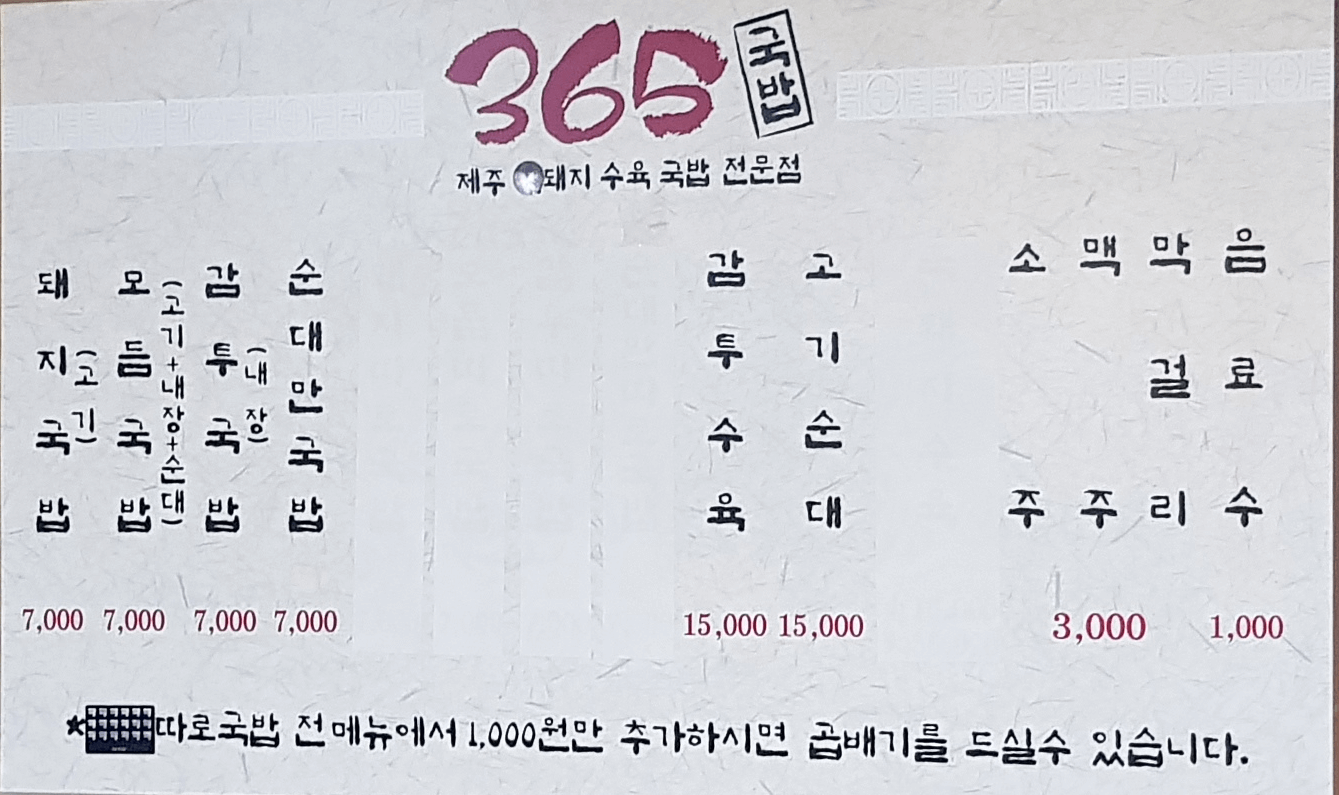 365 국밥
제주 돼지 수육 국밥 전문점
돼지국밥
(고기)
모듬국밥
(고기+내장+순대)
감투국밥
(내장)
순대만국밥
감투수육
고기순대
소주
맥주
막걸리
음료수
7,000 7,000 7,000 7,000 15,000 15,000 3,000 1,000
★따로국밥 전메뉴에서 1,000원만 추가하시면 곱배기를 드실수 있습니다.